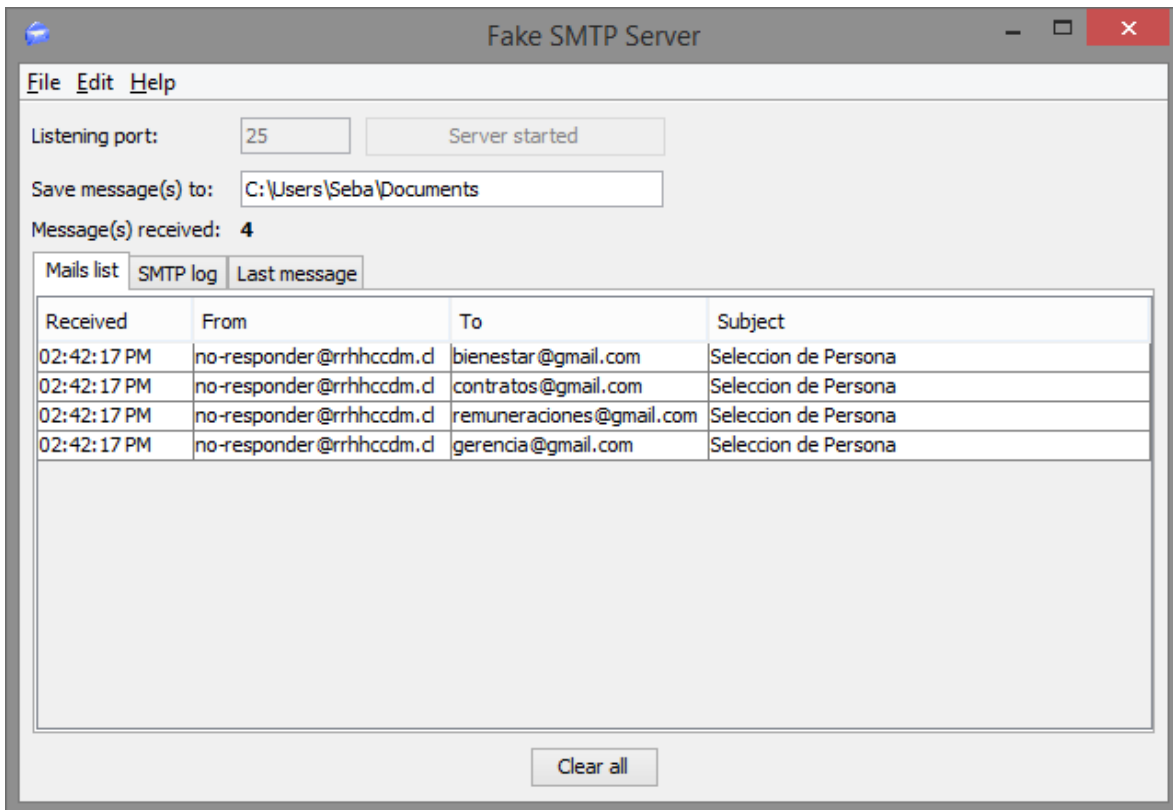 Fake SMTP Server
File Edit Help
Listening port: 25 Server started
Save message(s) to: C:\Users\Seba\Documents
Message(s) received: 4
Mails list SMTP log Last message
Received From To Subject
02:42:17 PM no-responder@rrhhccdm.cl bienestar@gmail.com Seleccion de Persona
02:42:17 PM no-responder@rrhhccdm.cl contratos@gmail.com Seleccion de Persona
02:42:17 PM no-responder@rrhhccdm.cl remuneraciones@gmail.com Seleccion de Persona
02:42:17 PM no-responder@rrhhccdm.cl gerencia@gmail.com Seleccion de Persona
Clear all